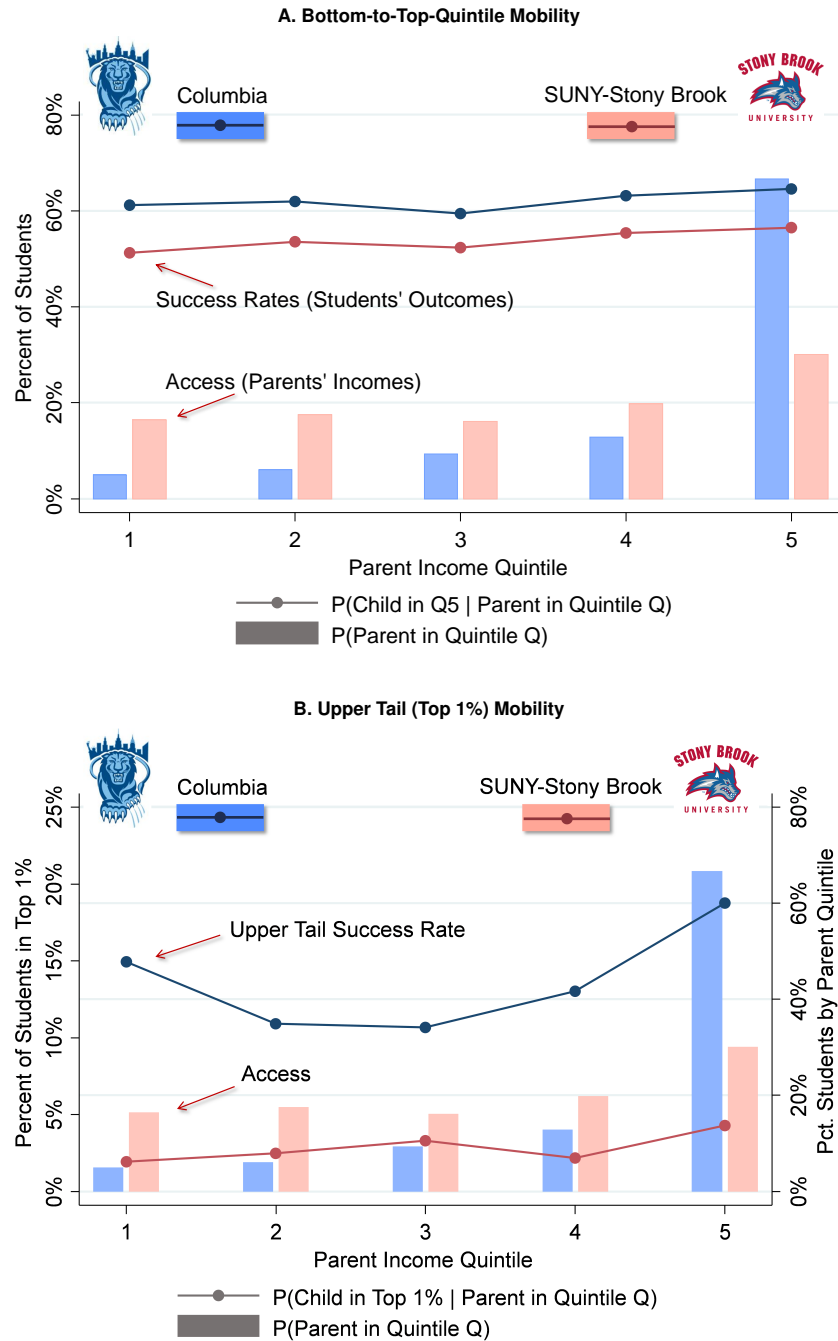 A. Bottom-to-Top-Quintile Mobility
STONY BROOK
UNIVERSITY
Columbia
SUNY-Stony Brook
80%
60%
40%
20%
0%
Percent of Students
Success Rates (Students' Outcomes)
Access (Parents' Incomes)
1 2 3 4 5
Parent Income Quintile
P(Child in Q5 | Parent in Quintile Q)
P(Parent in Quintile Q)
B. Upper Tail (Top 1%) Mobility
STONY BROOK
UNIVERSITY
Columbia
SUNY-Stony Brook
25%
20%
15%
10%
5%
0%
Percent of Students in Top 1%
Upper Tail Success Rate
Access
80%
60%
40%
20%
0%
Pct. Students by Parent Quintile
1 2 3 4 5
Parent Income Quintile
P(Child in Top 1% | Parent in Quintile Q)
P(Parent in Quintile Q)